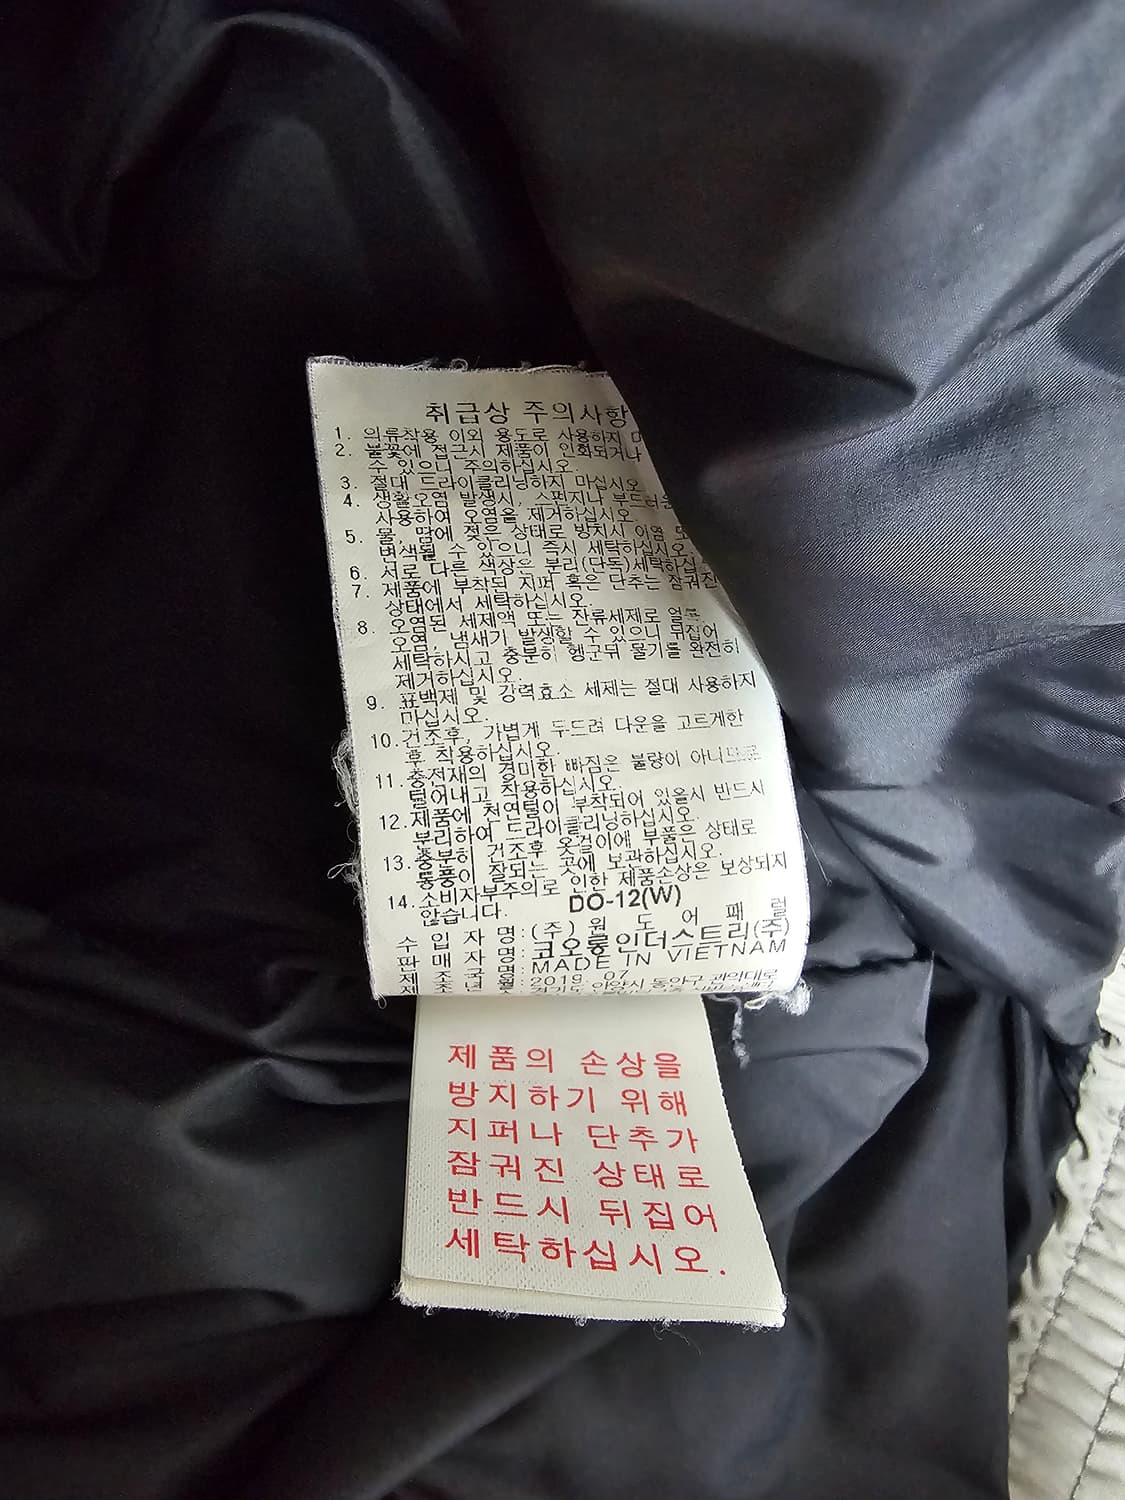 취급상 주의사항
1. 의류착용 이외 용도로 사용하지
2. 불꽃에 접근시 제품이 인화되거나
수 있으니 주의하십시오.
3. 절대 드라이클리닝하지 마십시오.
4. 생활오염 발생시, 스펀지나 부드러운
사용하여 오염을 제거하십시오.
5. 물, 땀에 젖은 상태로 방치시 이염
변색될 수 있으니 즉시 세탁하십시오.
6. 서로 다른 색상은 분리(단독)세탁하십
7. 제품에 부착된 지퍼 혹은 단추는 잠궈진
상태에서 세탁하십시오.
8. 오염된 세제액 또는 잔류세제로
오염, 냄새가 발생할 수 있으니 뒤집어
세탁하시고 충분히 헹군뒤 물기를 완전히
제거하십시오.
9. 표백제 및 강력효소 세제는 절대 사용하지
마십시오.
10.건조후, 가볍게 두드려 다운을 고르게한
후 착용하십시오.
11.충전재의 경미한 빠짐은 불량이 아니므로
털어내고 착용하십시오.
12.제품에 천연털이 부착되어 있을시 반드시
분리하여 드라이클리닝하십시오.
13.충분히 건조후 옷걸이에 부품은 상태로
통풍이 잘되는 곳에 보관하십시오.
14.소비자부주의로 인한 제품손상은 보상되지
않습니다. DO-12(W)
수 입 자 명:(주) 원 도 어 패 럴
판 매 자 명:코오롱인더스트리(주)
제 조 국 명:MADE IN VIETNAM
제 조 년 월:2019 07
경기도 안양시 동안구 관악대로
제품의 손상을
방지하기 위해
지퍼나 단추가
잠궈진 상태로
반드시 뒤집어
세탁하십시오.